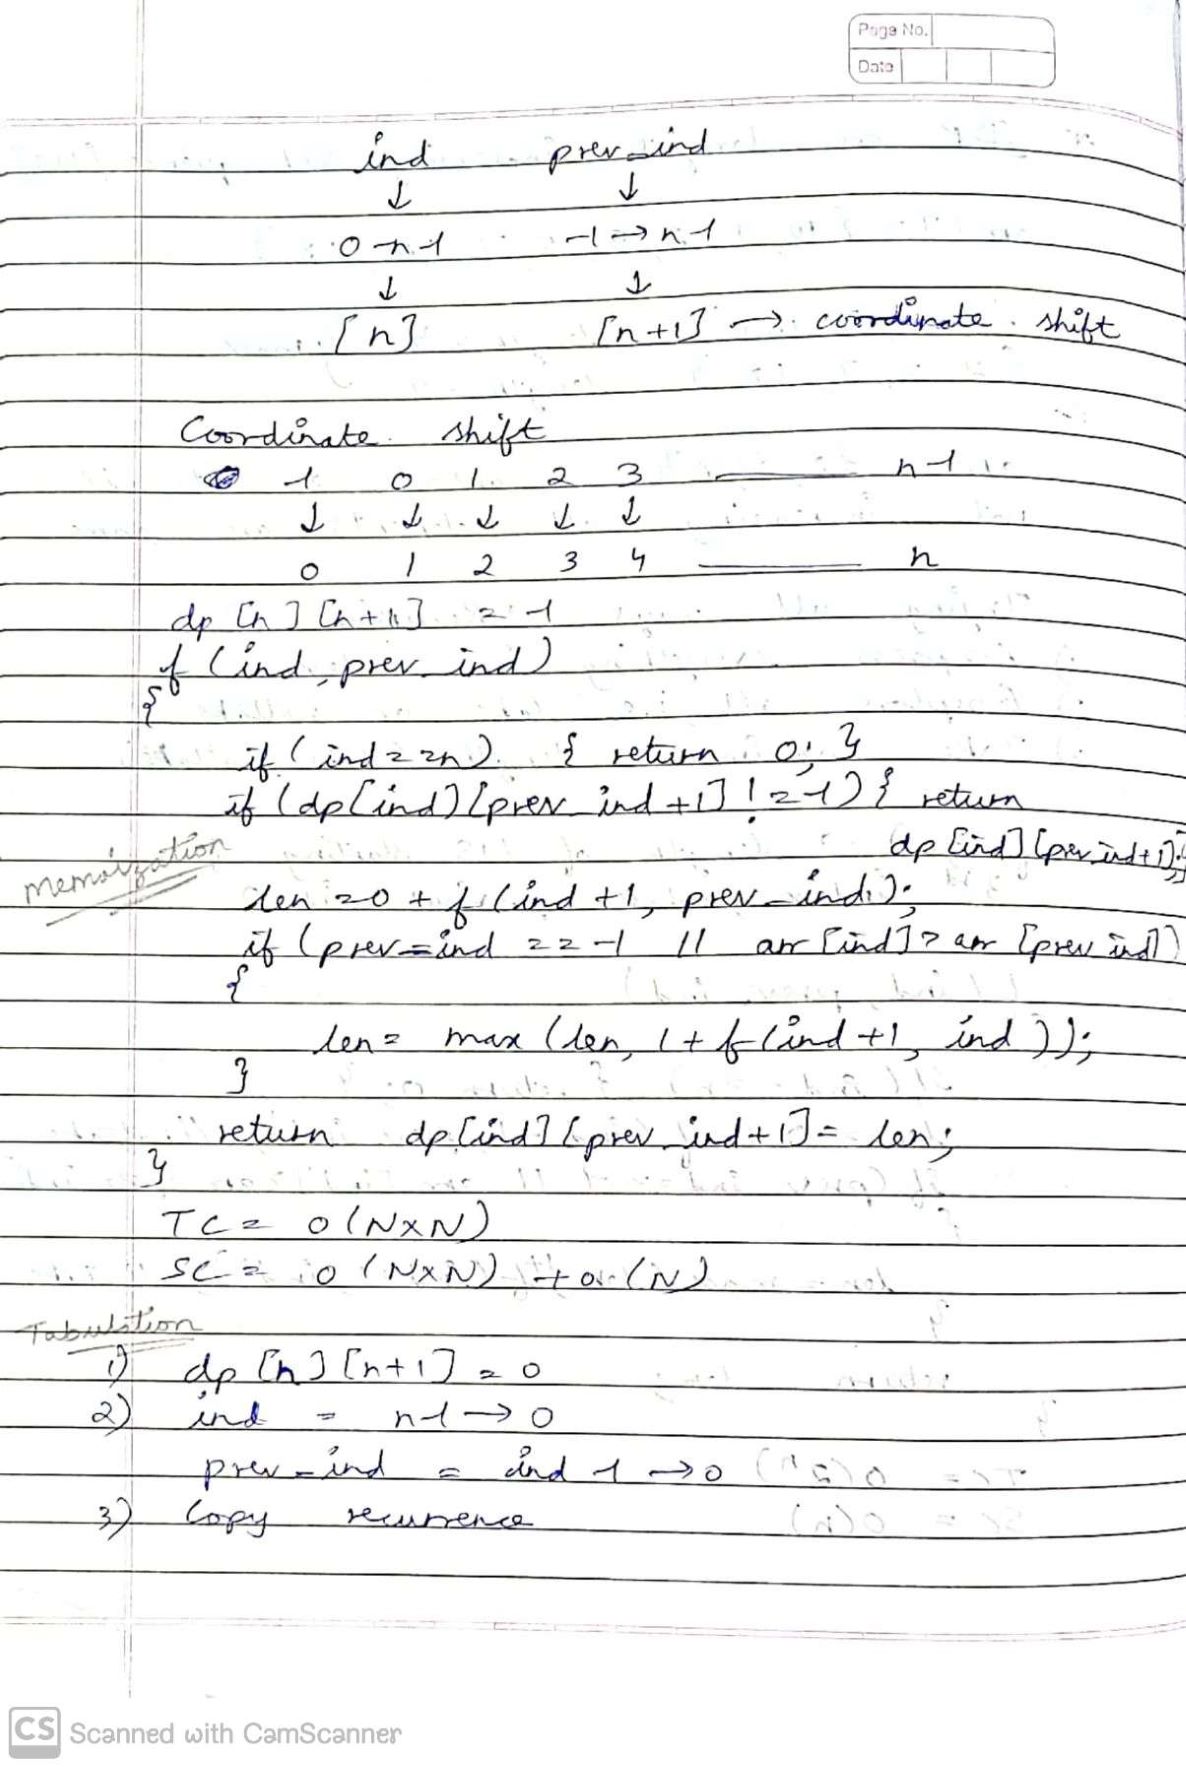 Page No.
Date
ind prev_ind
↓ ↓
0-n-1 -1→n-1
↓ ↓
[n] [n+1] → coordinate shift
Coordinate shift
-1 0 1 2 3 —— n-1
↓ ↓ ↓ ↓ ↓
0 1 2 3 4 —— n
dp [n] [n+1] = -1
f (ind, prev_ind)
{
if (ind==n) { return 0; }
if (dp[ind][prev_ind+1] != -1) { return
dp [ind] [prev_ind+1];}
Memoization
len = 0 + f(ind+1, prev_ind);
if (prev_ind == -1 || arr[ind] > arr [prev_ind])
{
len = max (len, 1 + f(ind+1, ind));
}
return dp[ind][prev_ind+1] = len;
}
TC = O(N×N)
SC = O(N×N) + O(N)
Tabulation
1) dp [n] [n+1] = 0
2) ind = n-1 → 0
prev_ind = ind-1 → 0
3) Copy recurrence
CS Scanned with CamScanner